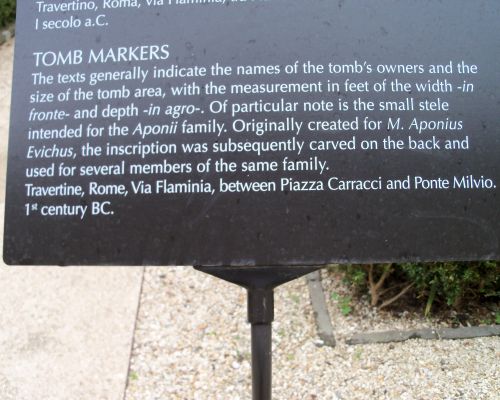 Travertino, Roma, Via Flaminia,
I secolo a.C.
TOMB MARKERS
The texts generally indicate the names of the tomb's owners and the
size of the tomb area, with the measurement in feet of the width -in
fronte- and depth -in agro-. Of particular note is the small stele
intended for the Aponii family. Originally created for M. Aponius
Evichus, the inscription was subsequently carved on the back and
used for several members of the same family.
Travertine, Rome, Via Flaminia, between Piazza Carracci and Ponte Milvio.
1st century BC.